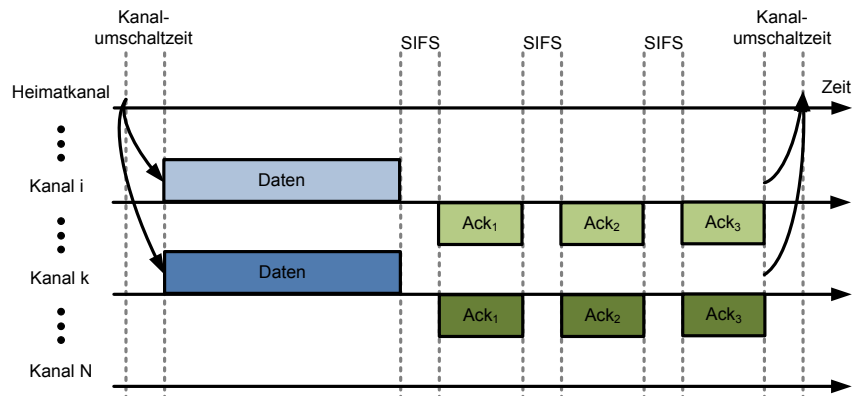 Kanal-
umschaltzeit
SIFS
SIFS
SIFS
Kanal-
umschaltzeit
Heimatkanal
Zeit
Daten
Kanal i
Ack₁
Ack₂
Ack₃
Daten
Kanal k
Ack₁
Ack₂
Ack₃
Kanal N